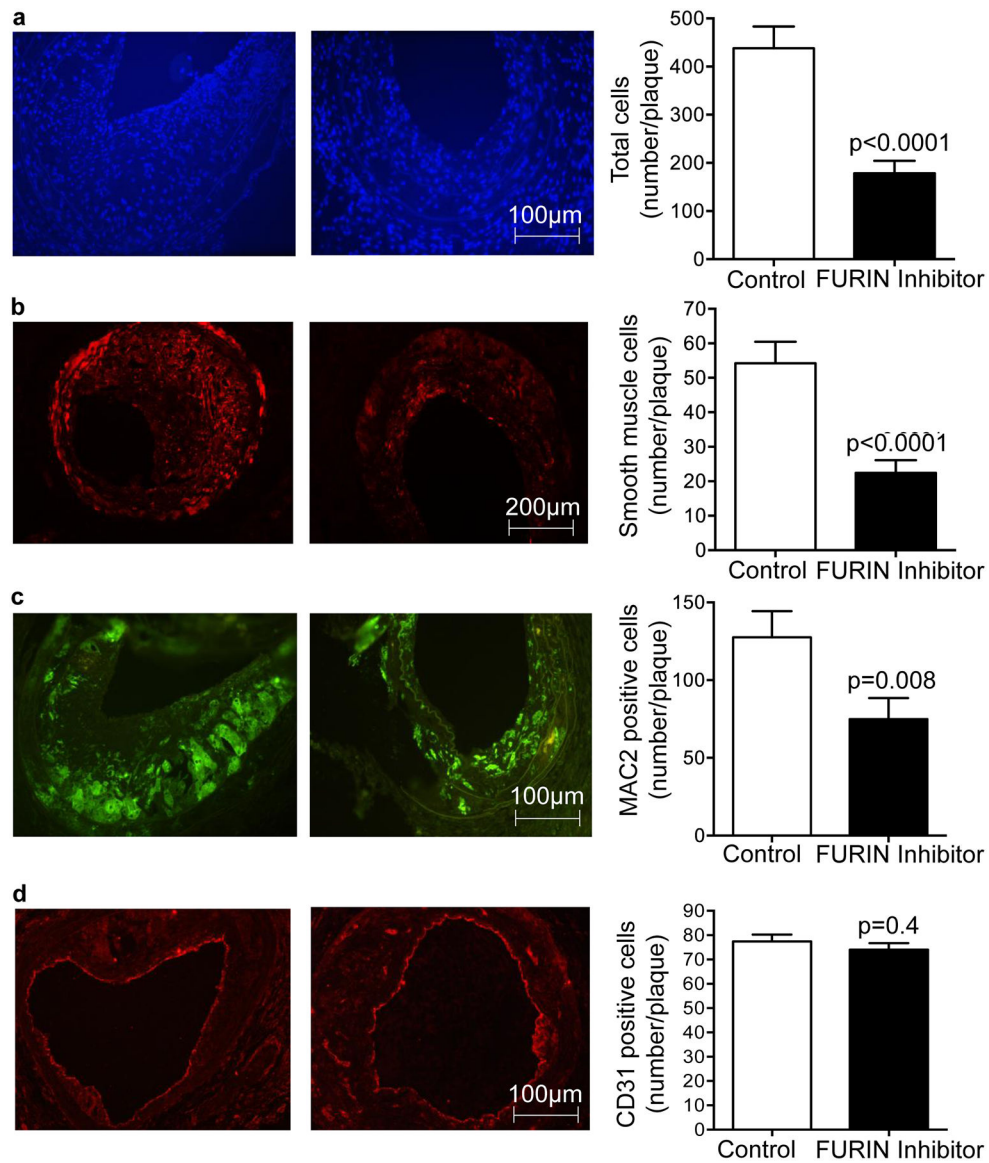 a
100µm
Total cells
(number/plaque)
500
400
300
200
100
0
p<0.0001
Control
FURIN Inhibitor
b
200µm
Smooth muscle cells
(number/plaque)
70
60
50
40
30
20
10
0
p<0.0001
Control
FURIN Inhibitor
c
100µm
MAC2 positive cells
(number/plaque)
150
100
50
0
p=0.008
Control
FURIN Inhibitor
d
100µm
CD31 positive cells
(number/plaque)
90
80
70
60
50
40
30
20
10
0
p=0.4
Control
FURIN Inhibitor